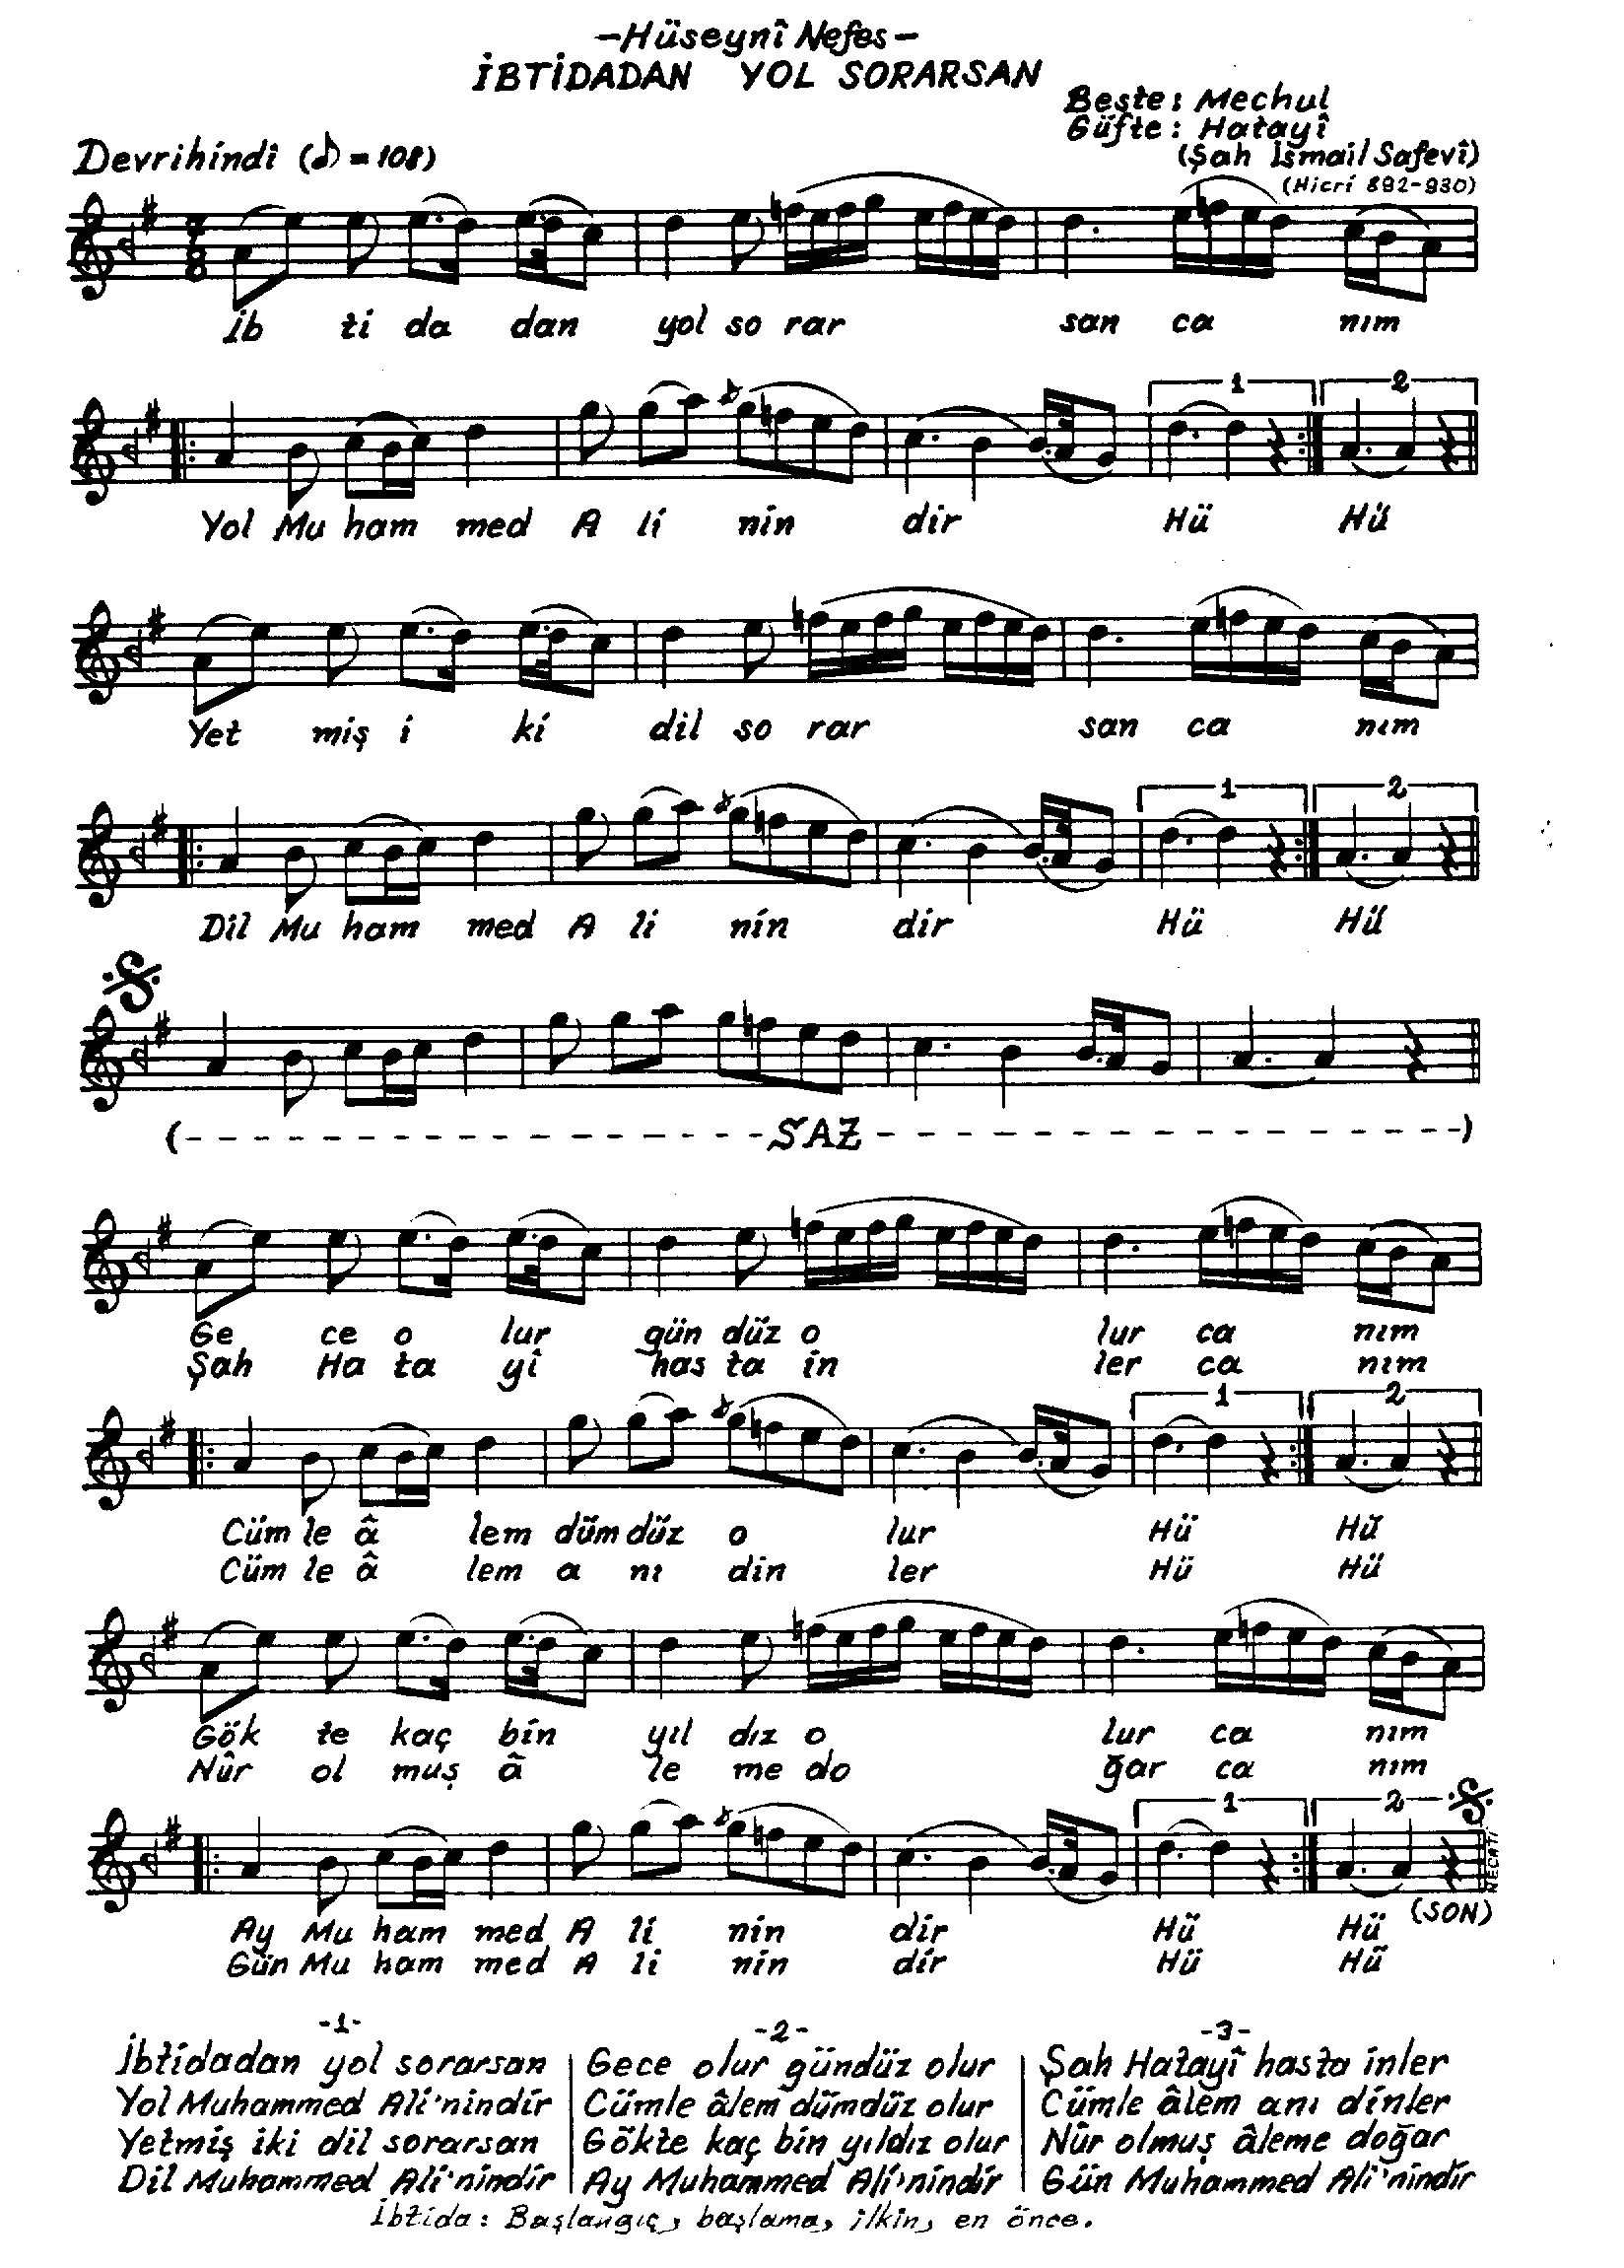 -Hüseynî Nefes-
İBTİDADAN YOL SORARSAN
Beste: Mechul
Güfte: Hatayî
(Şah İsmail Safevî)
(Hicrî 892-930)
Devrihindî (♪=108)
7
8
İb ti da dan yol so rar san ca nım
1 2
Yol Mu ham med A li nin dir Hü Hü
Yet miş i ki dil so rar san ca nım
1 2
Dil Mu ham med A li nin dir Hü Hü
(- - - SAZ - - -)
Ge ce o lur gün düz o lur ca nım
Şah Ha ta yî has ta in ler ca nım
1 2
Cüm le â lem düm düz o lur Hü Hü
Cüm le â lem a nı din ler Hü Hü
Gök te kaç bin yıl dız o lur ca nım
Nûr ol muş â le me do ğar ca nım
1 2
NECATİ
(SON)
Ay Mu ham med A li nin dir Hü Hü
Gün Mu ham med A li nin dir Hü Hü
-1-
İbtidadan yol sorarsan
Yol Muhammed Ali'nindir
Yetmiş iki dil sorarsan
Dil Muhammed Ali'nindir
-2-
Gece olur gündüz olur
Cümle âlem dümdüz olur
Gökte kaç bin yıldız olur
Ay Muhammed Ali'nindir
-3-
Şah Hatayî hasta inler
Cümle âlem anı dinler
Nûr olmuş âleme doğar
Gün Muhammed Ali'nindir
İbtida: Başlangıç, başlama, ilkin, en önce.